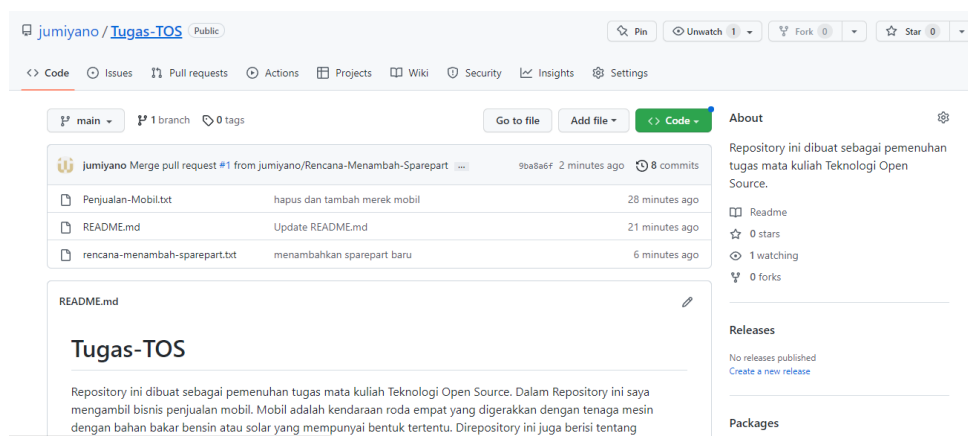 jumiyano / Tugas-TOS Public
Pin Unwatch 1 Fork 0 Star 0
<> Code Issues Pull requests Actions Projects Wiki Security Insights Settings
main 1 branch 0 tags Go to file Add file <> Code
jumiyano Merge pull request #1 from jumiyano/Rencana-Menambah-Sparepart ... 9ba8a6f 2 minutes ago 8 commits
Penjualan-Mobil.txt hapus dan tambah merek mobil 28 minutes ago
README.md Update README.md 21 minutes ago
rencana-menambah-sparepart.txt menambahkan sparepart baru 6 minutes ago
README.md
Tugas-TOS
Repository ini dibuat sebagai pemenuhan tugas mata kuliah Teknologi Open Source. Dalam Repository ini saya
mengambil bisnis penjualan mobil. Mobil adalah kendaraan roda empat yang digerakkan dengan tenaga mesin
dengan bahan bakar bensin atau solar yang mempunyai bentuk tertentu. Direpository ini juga berisi tentang
About
Repository ini dibuat sebagai pemenuhan
tugas mata kuliah Teknologi Open
Source.
Readme
0 stars
1 watching
0 forks
Releases
No releases published
Create a new release
Packages